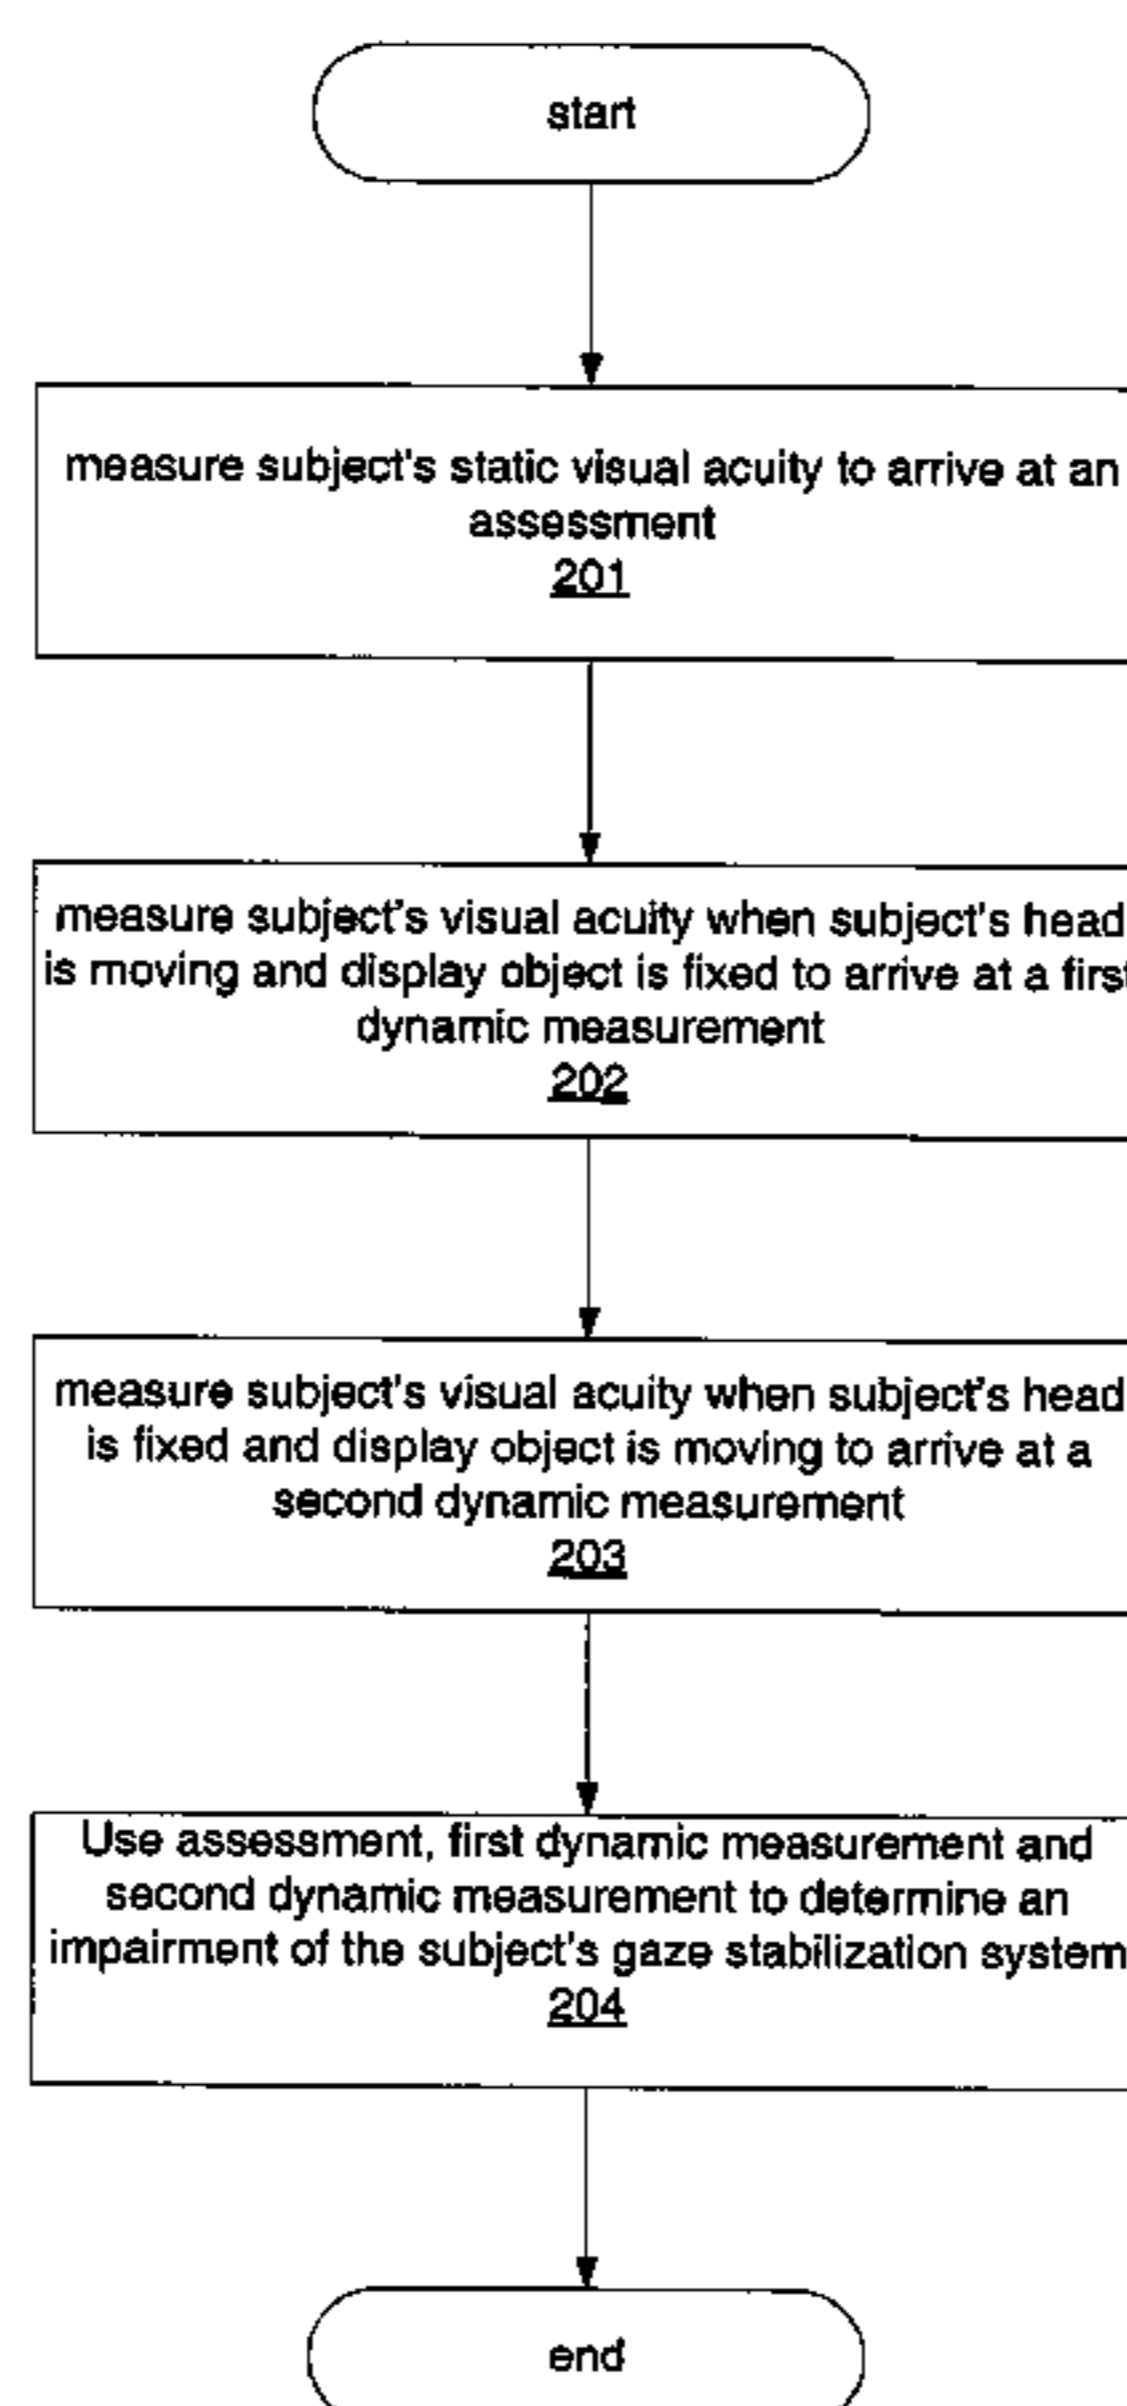 start
measure subject's static visual acuity to arrive at an
assessment
201
measure subject's visual acuity when subject's head
is moving and display object is fixed to arrive at a first
dynamic measurement
202
measure subject's visual acuity when subject's head
is fixed and display object is moving to arrive at a
second dynamic measurement
203
Use assessment, first dynamic measurement and
second dynamic measurement to determine an
impairment of the subject's gaze stabilization system
204
end